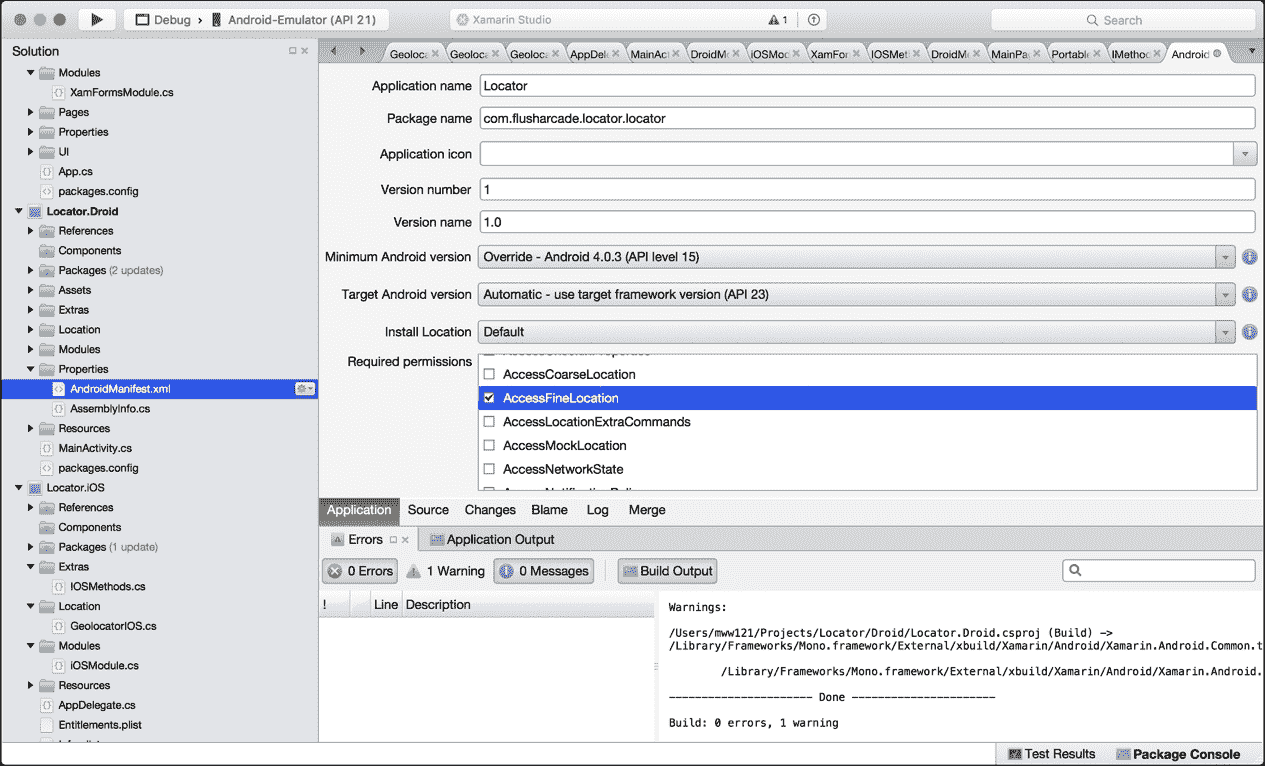 Debug › Android-Emulator (API 21)
Xamarin Studio
1
Search
Solution
Modules
XamFormsModule.cs
Pages
Properties
UI
App.cs
packages.config
Locator.Droid
References
Components
Packages (2 updates)
Assets
Extras
Location
Modules
Properties
AndroidManifest.xml
AssemblyInfo.cs
Resources
MainActivity.cs
packages.config
Locator.iOS
References
Components
Packages (1 update)
Extras
IOSMethods.cs
Location
GeolocatorIOS.cs
Modules
iOSModule.cs
Resources
AppDelegate.cs
Entitlements.plist
Geoloca Geoloca Geoloca AppDele MainAct DroidMo iOSMod XamFor IOSMet DroidMe MainPa Portable IMethod Android
Application name Locator
Package name com.flusharcade.locator.locator
Application icon
Version number 1
Version name 1.0
Minimum Android version Override - Android 4.0.3 (API level 15)
Target Android version Automatic - use target framework version (API 23)
Install Location Default
Required permissions
AccessCoarseLocation
AccessFineLocation
AccessLocationExtraCommands
AccessMockLocation
AccessNetworkState
Application Source Changes Blame Log Merge
Errors Application Output
0 Errors 1 Warning 0 Messages Build Output
! Line Description
Warnings:
/Users/mww121/Projects/Locator/Droid/Locator.Droid.csproj (Build) ->
/Library/Frameworks/Mono.framework/External/xbuild/Xamarin/Android/Xamarin.Android.Common.t
/Library/Frameworks/Mono.framework/External/xbuild/Xamarin/Android/Xamarin.Android.
---------------------- Done ----------------------
Build: 0 errors, 1 warning
Test Results Package Console